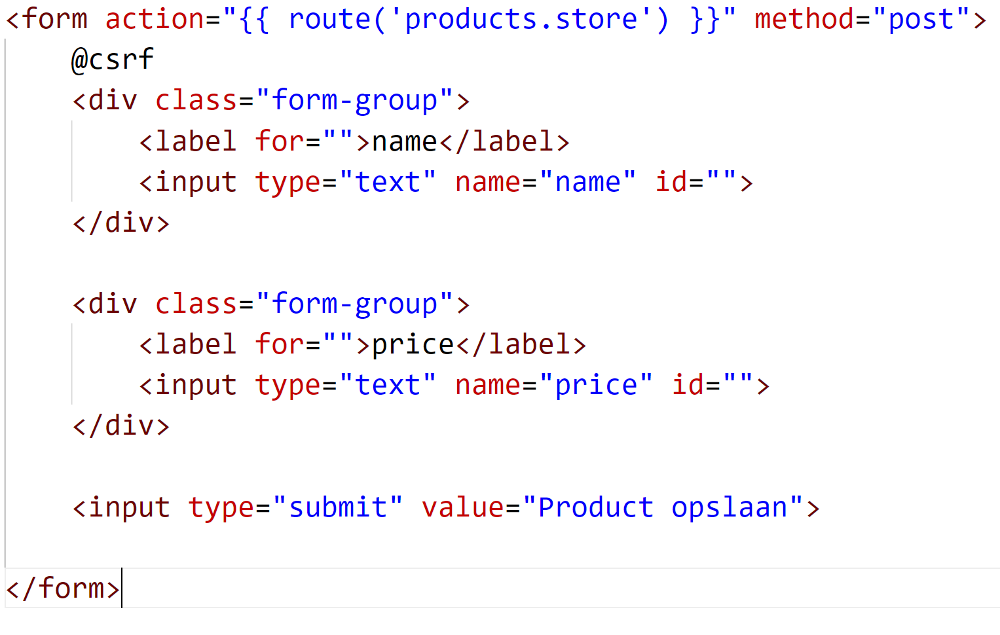 <form action="{{ route('products.store') }}" method="post">
@csrf
<div class="form-group">
<label for="">name</label>
<input type="text" name="name" id="">
</div>
<div class="form-group">
<label for="">price</label>
<input type="text" name="price" id="">
</div>
<input type="submit" value="Product opslaan">
</form>